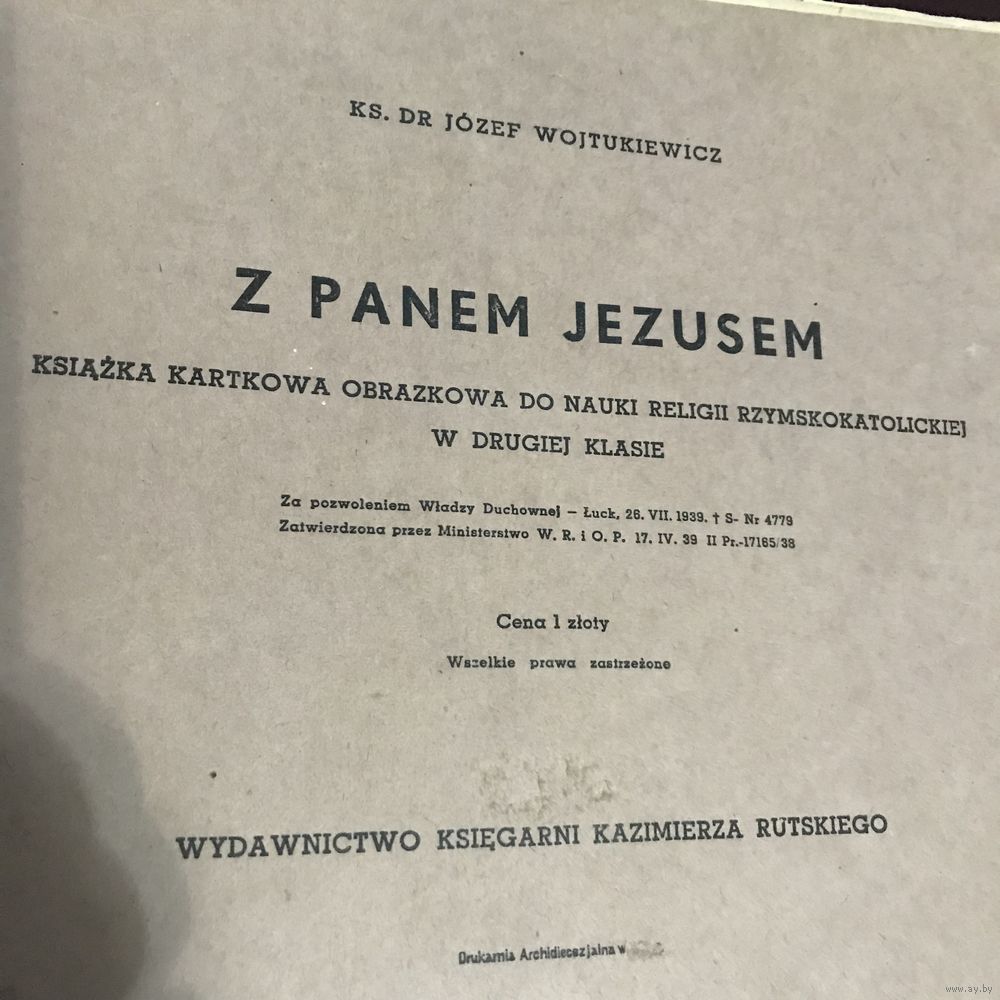 KS. DR JÓZEF WOJTUKIEWICZ
Z PANEM JEZUSEM
KSIĄŻKA KARTKOWA OBRAZKOWA DO NAUKI RELIGII RZYMSKOKATOLICKIEJ
W DRUGIEJ KLASIE
Za pozwoleniem Władzy Duchownej – Łuck, 26. VII. 1939. † S- Nr 4779
Zatwierdzona przez Ministerstwo W. R. i O. P. 17. IV. 39 II Pr.-17165/38
Cena 1 złoty
Wszelkie prawa zastrzeżone
WYDAWNICTWO KSIĘGARNI KAZIMIERZA RUTSKIEGO
Drukarnia Archidiecezjalna w
www.ay.by